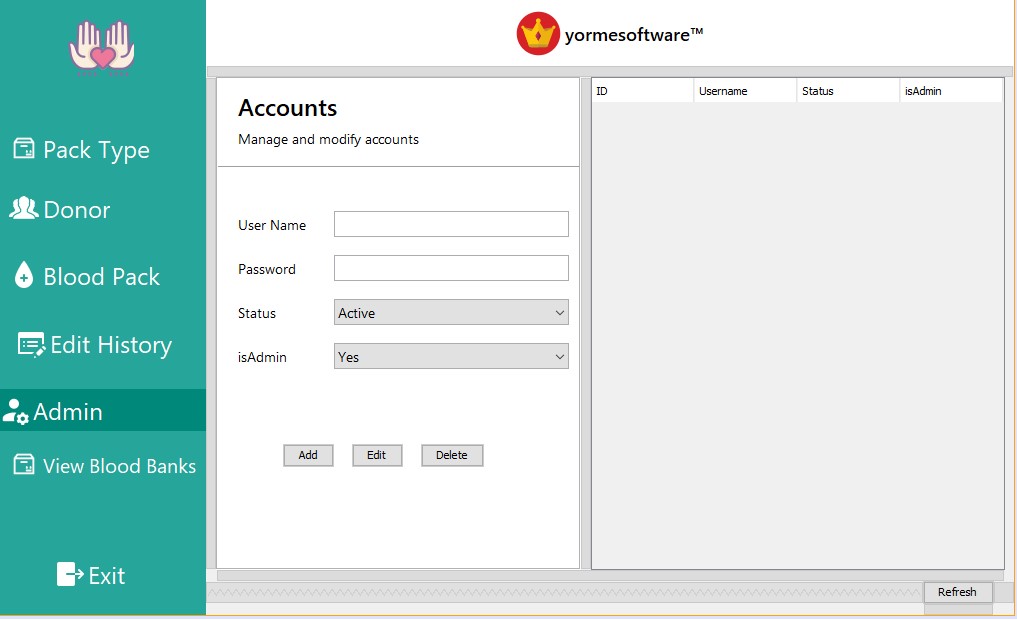 yormesoftware™
Pack Type
Donor
Blood Pack
Edit History
Admin
View Blood Banks
Exit
Accounts
Manage and modify accounts
User Name
Password
Status
Active
isAdmin
Yes
Add
Edit
Delete
ID
Username
Status
isAdmin
Refresh